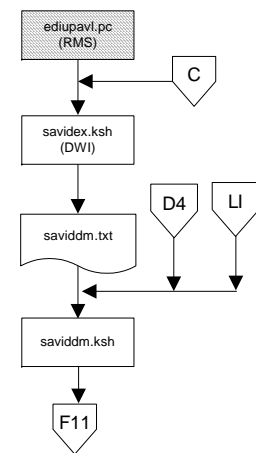 ediupavl.pc
(RMS)
C
savidex.ksh
(DWI)
D4
LI
saviddm.txt
saviddm.ksh
F11